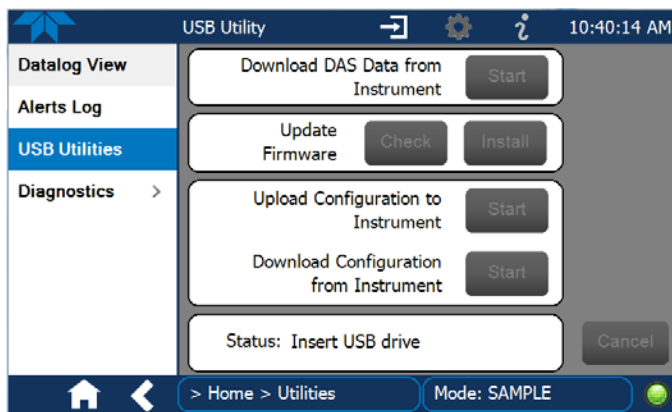 USB Utility
10:40:14 AM
Datalog View
Alerts Log
USB Utilities
Diagnostics >
Download DAS Data from
Instrument
Start
Update
Firmware
Check
Install
Upload Configuration to
Instrument
Start
Download Configuration
from Instrument
Start
Status: Insert USB drive
Cancel
> Home > Utilities
Mode: SAMPLE